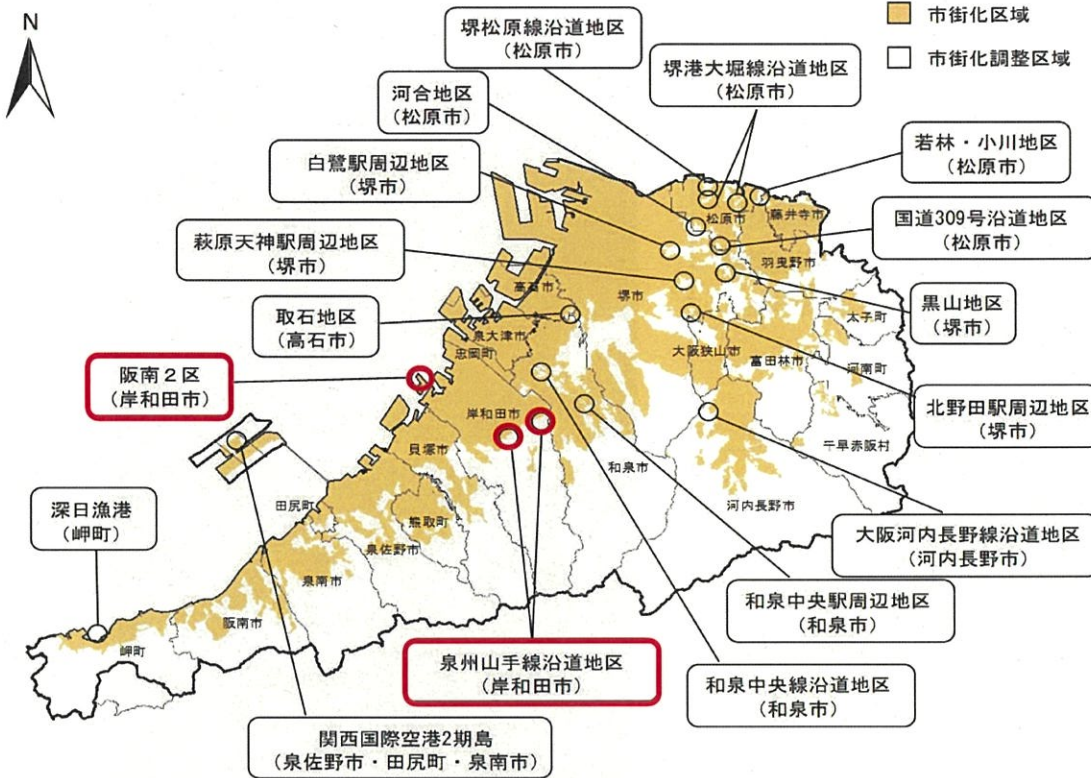 N
市街化区域
市街化調整区域
堺松原線沿道地区
(松原市)
堺港大堀線沿道地区
(松原市)
河合地区
(松原市)
若林・小川地区
(松原市)
白鷺駅周辺地区
(堺市)
国道309号沿道地区
(松原市)
萩原天神駅周辺地区
(堺市)
黒山地区
(堺市)
取石地区
(高石市)
阪南２区
(岸和田市)
北野田駅周辺地区
(堺市)
深日漁港
(岬町)
大阪河内長野線沿道地区
(河内長野市)
和泉中央駅周辺地区
(和泉市)
泉州山手線沿道地区
(岸和田市)
和泉中央線沿道地区
(和泉市)
関西国際空港2期島
(泉佐野市・田尻町・泉南市)
松原市
藤井寺市
羽曳野市
高石市
堺市
太子町
泉大津市
忠岡町
大阪狭山市
富田林市
河南町
岸和田市
千早赤阪村
貝塚市
和泉市
河内長野市
田尻町
熊取町
泉佐野市
泉南市
阪南市
岬町